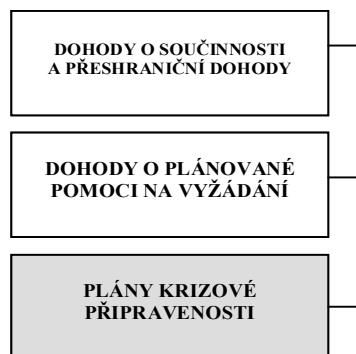 DOHODY O SOUČINNOSTI
A PŘESHRANIČNÍ DOHODY
DOHODY O PLÁNOVANÉ
POMOCI NA VYŽÁDÁNÍ
PLÁNY KRIZOVÉ
PŘIPRAVENOSTI